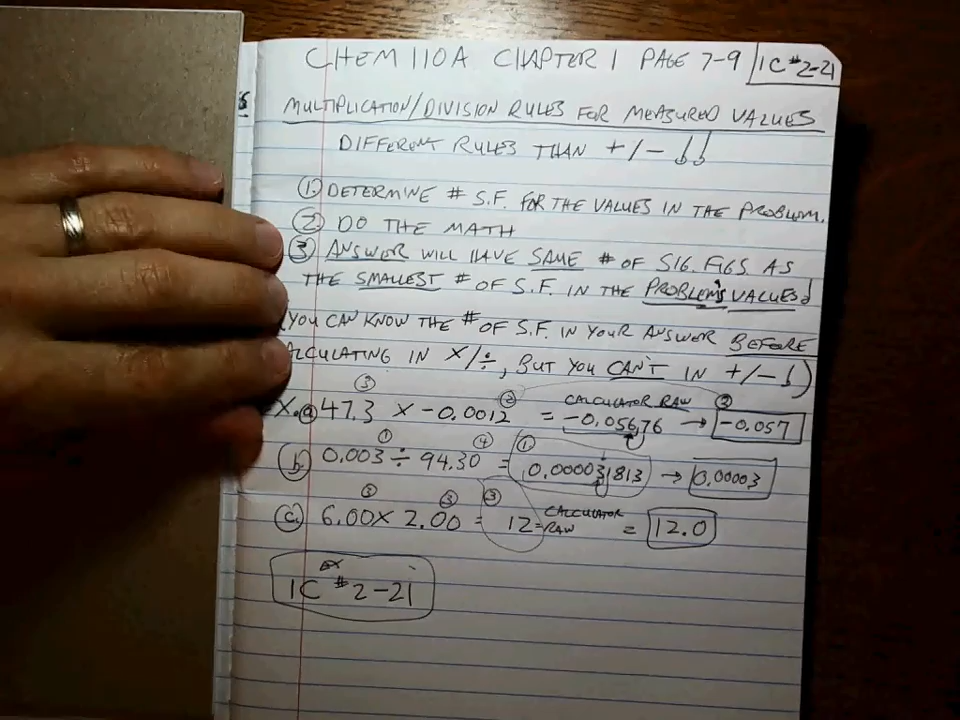 CHEM 110A CHAPTER 1 PAGE 7-9 1C #2-21
MULTIPLICATION/DIVISION RULES FOR MEASURED VALUES
DIFFERENT RULES THAN +/- ↓↓
① DETERMINE # S.F. FOR THE VALUES IN THE PROBLEM.
② DO THE MATH
③ ANSWER WILL HAVE SAME # OF SIG. FIGS AS
THE SMALLEST # OF S.F. IN THE PROBLEM'S VALUES!
(YOU CAN KNOW THE # OF S.F. IN YOUR ANSWER BEFORE
ALCULATING IN X/÷, BUT YOU CAN'T IN +/- !)
③ ② CALCULATOR RAW ②
X. ⓐ 47.3 X -0.0012 = -0.05676 → -0.057
① ④ ①
ⓑ 0.003 ÷ 94.30 = 0.000031813 → 0.00003
③ ③ ③ CALCULATOR
ⓒ 6.00 X 2.00 = 12 = RAW = 12.0
EX
1C #2-21